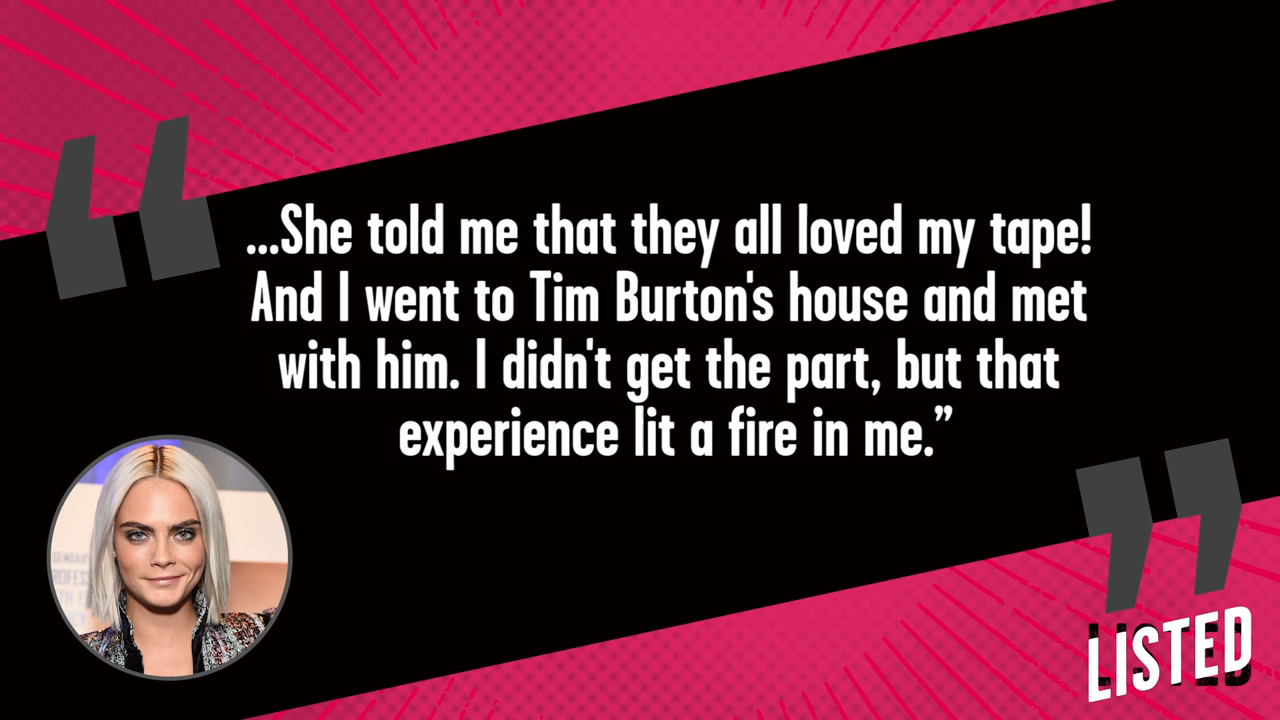 ...She told me that they all loved my tape!
And I went to Tim Burton's house and met
with him. I didn't get the part, but that
experience lit a fire in me.”
LISTED